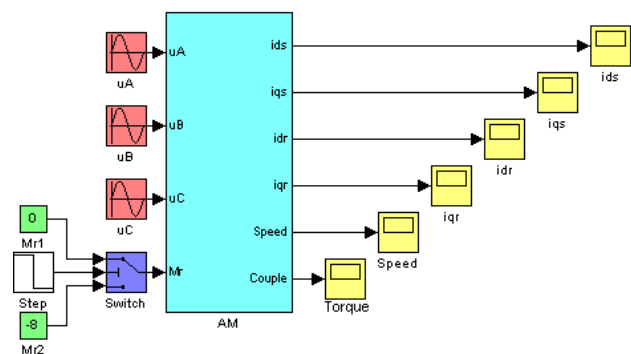 uA
uA
ids
ids
iqs
iqs
uB
uB
idr
idr
uC
uC
iqr
iqr
0
Mr1
Speed
Speed
Step
Switch
Mr
Couple
Torque
-8
Mr2
AM